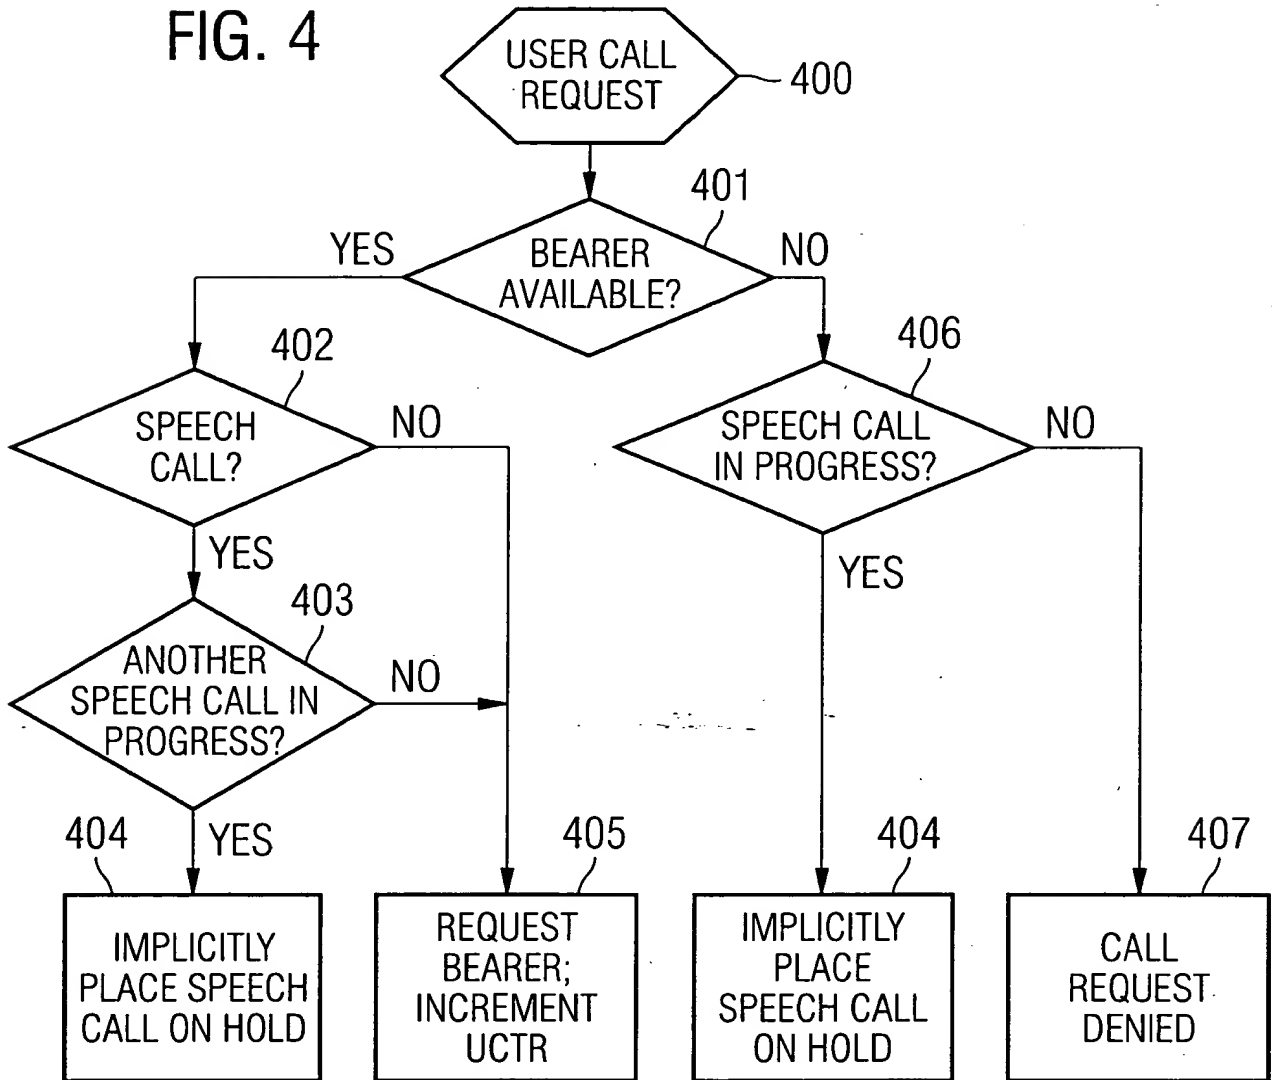 FIG. 4
USER CALL
REQUEST
400
401
YES
BEARER
AVAILABLE?
NO
402
406
SPEECH
CALL?
NO
SPEECH CALL
IN PROGRESS?
NO
YES
YES
403
ANOTHER
SPEECH CALL IN
PROGRESS?
NO
404
YES
405
404
407
IMPLICITLY
PLACE SPEECH
CALL ON HOLD
REQUEST
BEARER;
INCREMENT
UCTR
IMPLICITLY
PLACE
SPEECH CALL
ON HOLD
CALL
REQUEST
DENIED